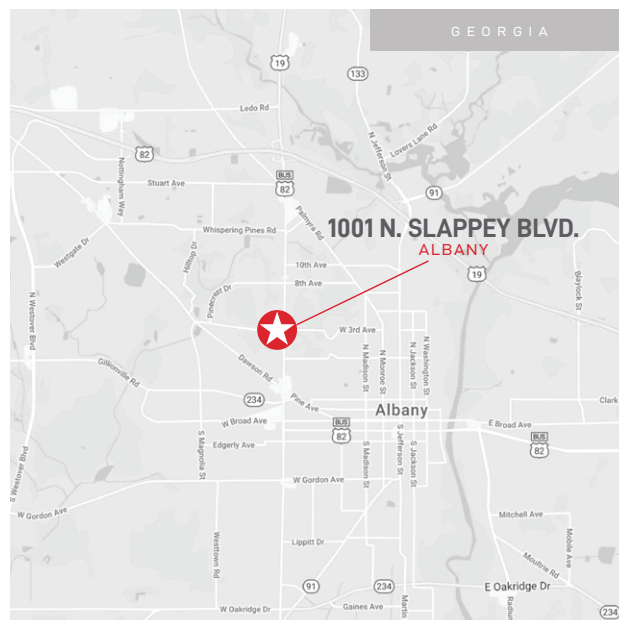 GEORGIA
19
133
Ledo Rd
N Jefferson St
Lovers Lane Rd
82
Nottingham Way
BUS
82
Stuart Ave
91
Palmyra Rd
1001 N. SLAPPEY BLVD.
ALBANY
Whispering Pines Rd
Westgate Dr
Hilltop Dr
10th Ave
19
8th Ave
Blaylock St
Pinecrest Dr
N Westover Blvd
W 3rd Ave
N Madison St
N Monroe St
N Jackson St
N Washington St
Dawson Rd
Gillionville Rd
234
Pine Ave
Albany
Clark
W Broad Ave
BUS
82
E Broad Ave
BUS
82
S Magnolia St
Edgerly Ave
S Madison St
S Jefferson St
S Jackson St
S Westover Blvd
W Gordon Ave
W Gordon Ave
Mitchell Ave
Mobile Ave
Westtown Rd
Lippitt Dr
Moultrie Rd
91
234
E Oakridge Dr
W Oakridge Dr
Gaines Ave
Martin
Radiu
234